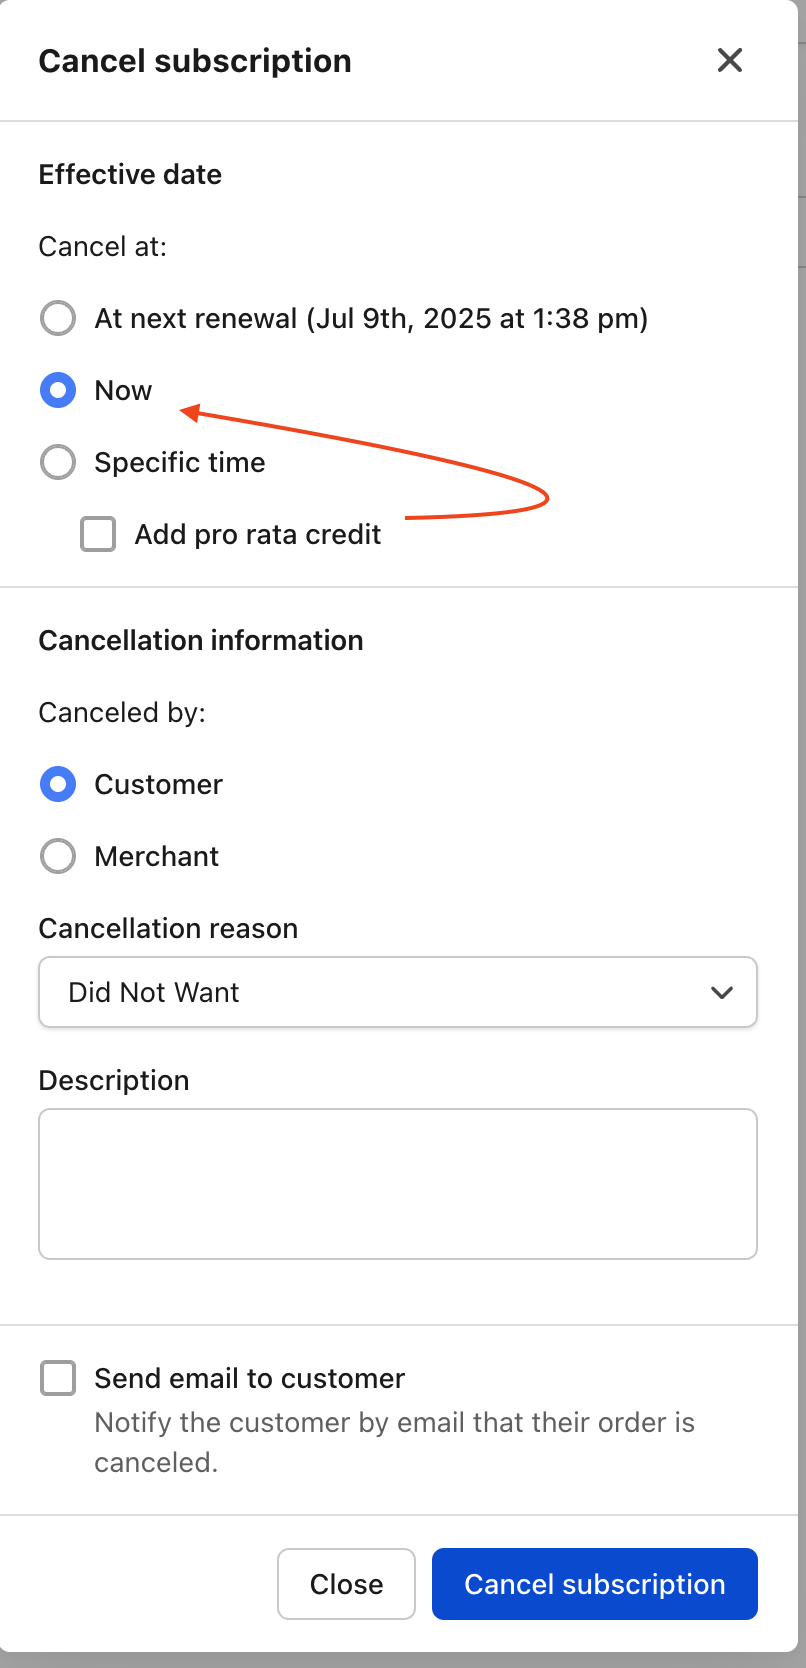 Cancel subscription
Effective date
Cancel at:
At next renewal (Jul 9th, 2025 at 1:38 pm)
Now
Specific time
Add pro rata credit
Cancellation information
Canceled by:
Customer
Merchant
Cancellation reason
Did Not Want
Description
Send email to customer
Notify the customer by email that their order is
canceled.
Close
Cancel subscription